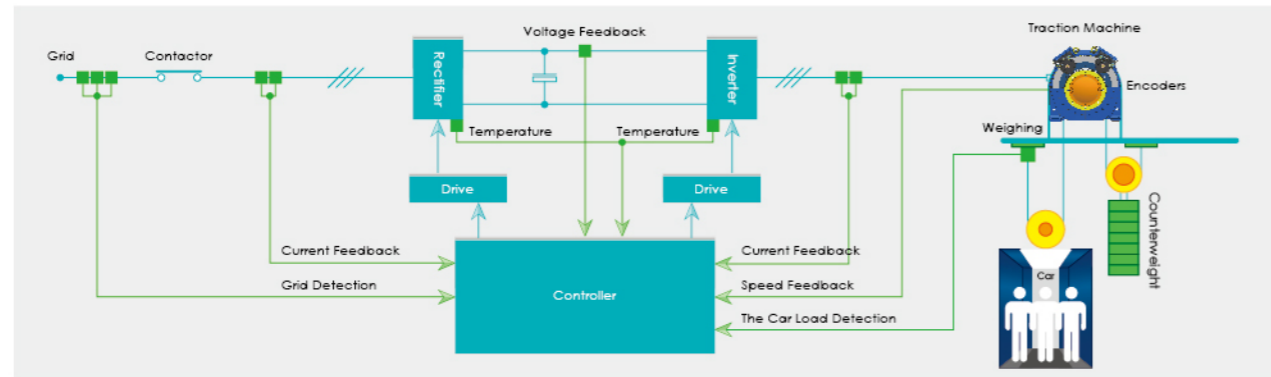 Voltage Feedback
Traction Machine
Grid
Contactor
Rectifier
Inverter
Encoders
Temperature
Temperature
Weighing
Drive
Drive
Counterweight
Current Feedback
Current Feedback
Car
Grid Detection
Controller
Speed Feedback
The Car Load Detection